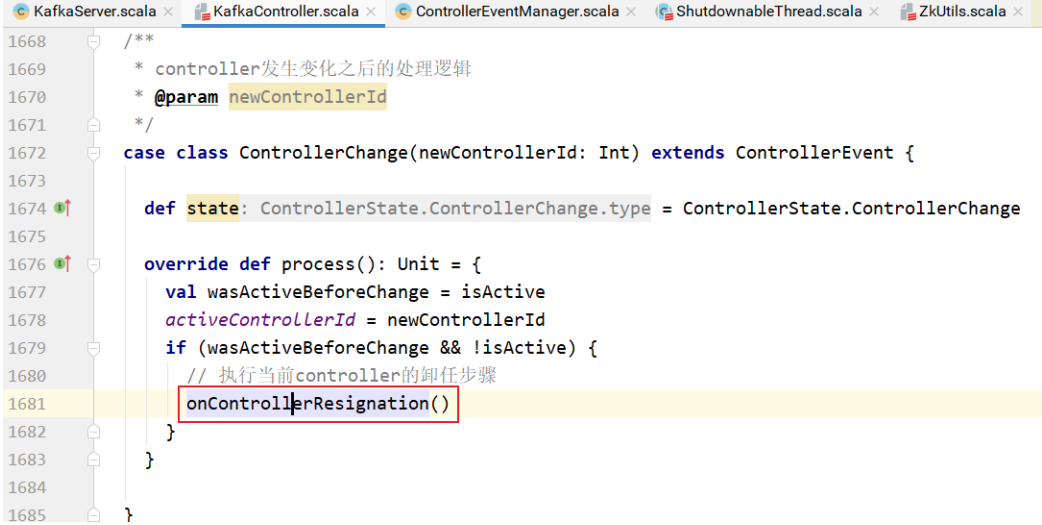 KafkaServer.scala × KafkaController.scala × ControllerEventManager.scala × ShutdownableThread.scala × ZkUtils.scala ×
1668 /**
1669 * controller发生变化之后的处理逻辑
1670 * @param newControllerId
1671 */
1672 case class ControllerChange(newControllerId: Int) extends ControllerEvent {
1673
1674 def state: ControllerState.ControllerChange.type = ControllerState.ControllerChange
1675
1676 override def process(): Unit = {
1677 val wasActiveBeforeChange = isActive
1678 activeControllerId = newControllerId
1679 if (wasActiveBeforeChange && !isActive) {
1680 // 执行当前controller的卸任步骤
1681 onControllerResignation()
1682 }
1683 }
1684
1685 }